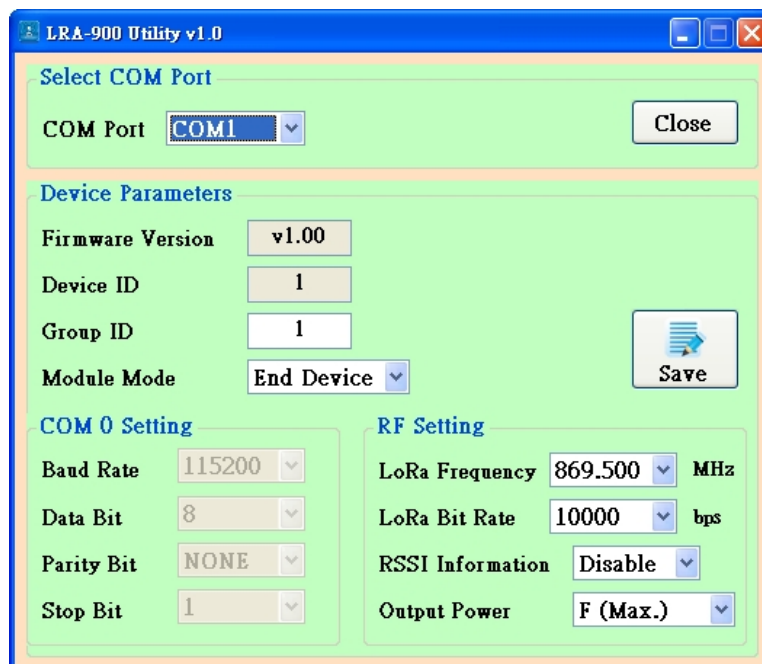 LRA-900 Utility v1.0
Select COM Port
COM Port COM1 Close
Device Parameters
Firmware Version v1.00
Device ID 1
Group ID 1
Module Mode End Device
Save
COM 0 Setting
Baud Rate 115200
Data Bit 8
Parity Bit NONE
Stop Bit 1
RF Setting
LoRa Frequency 869.500 MHz
LoRa Bit Rate 10000 bps
RSSI Information Disable
Output Power F (Max.)